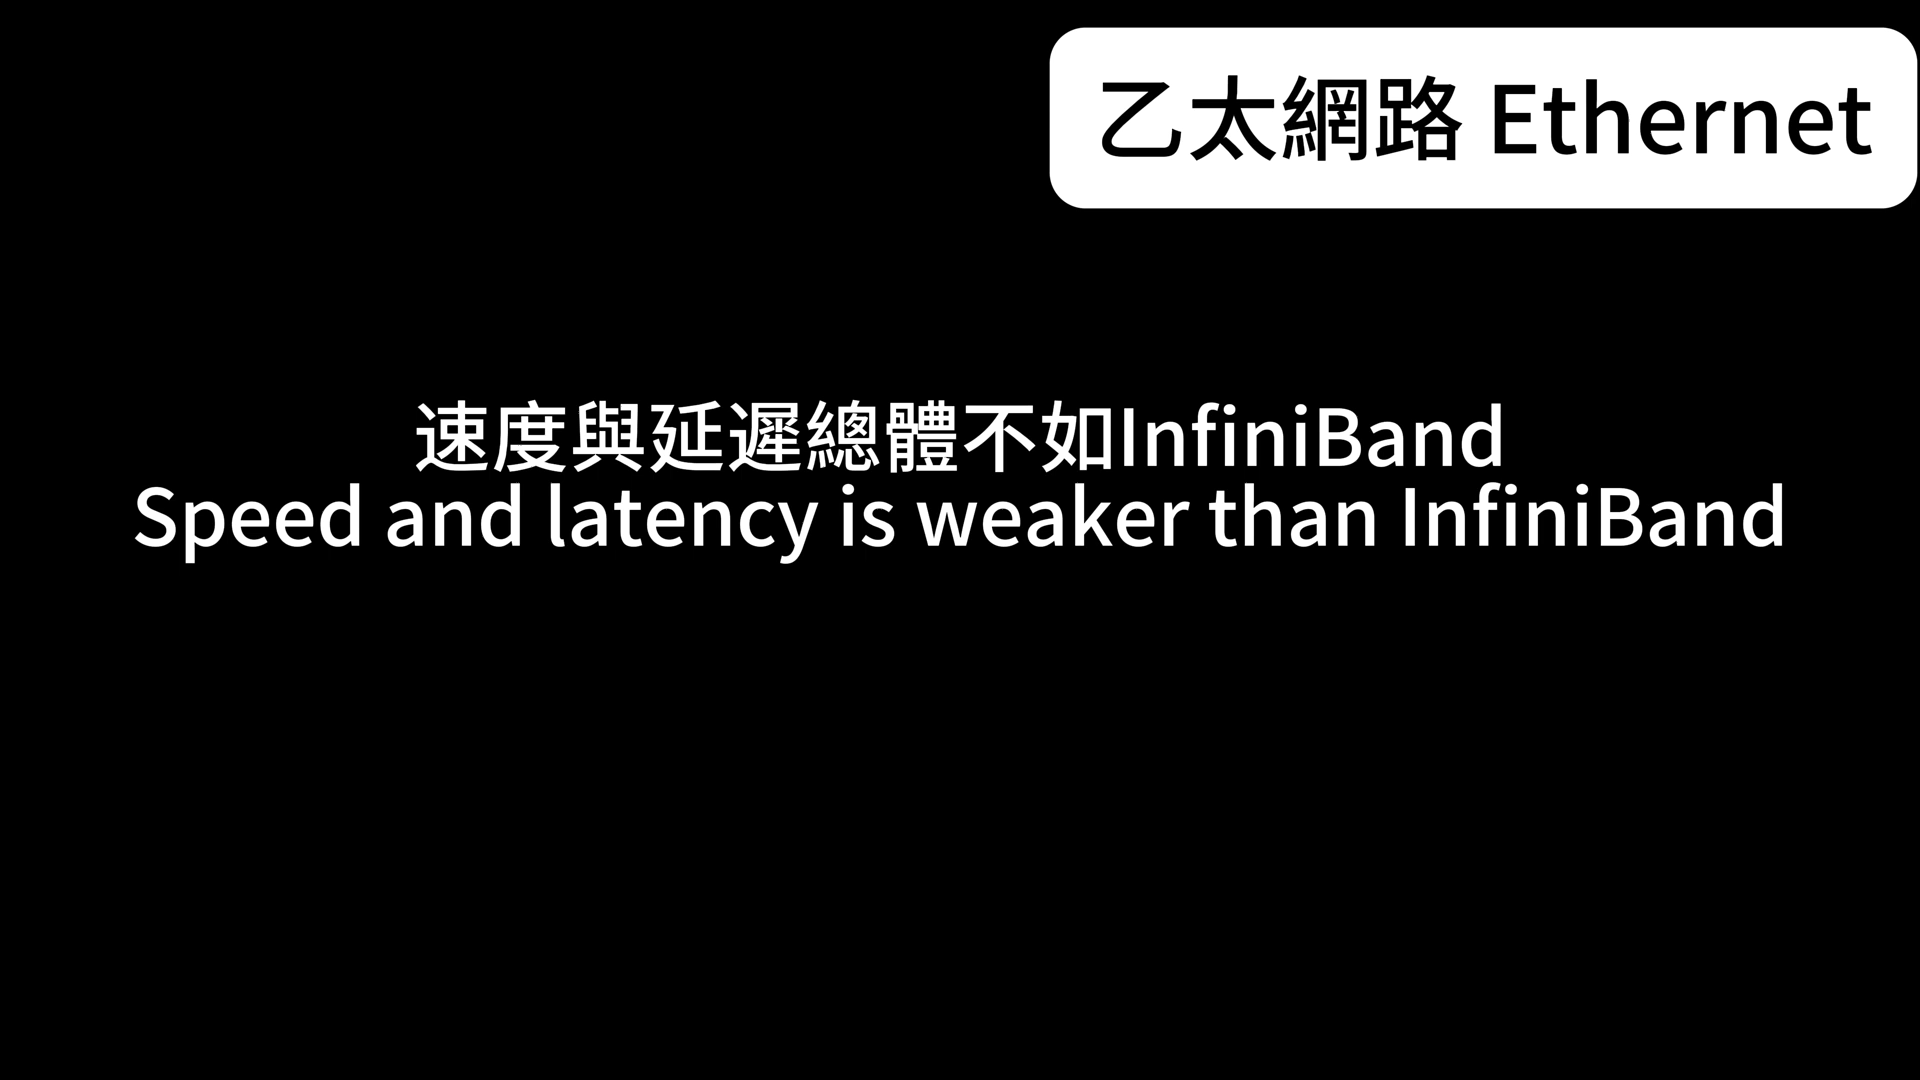 乙太網路 Ethernet
速度與延遲總體不如InfiniBand
Speed and latency is weaker than InfiniBand